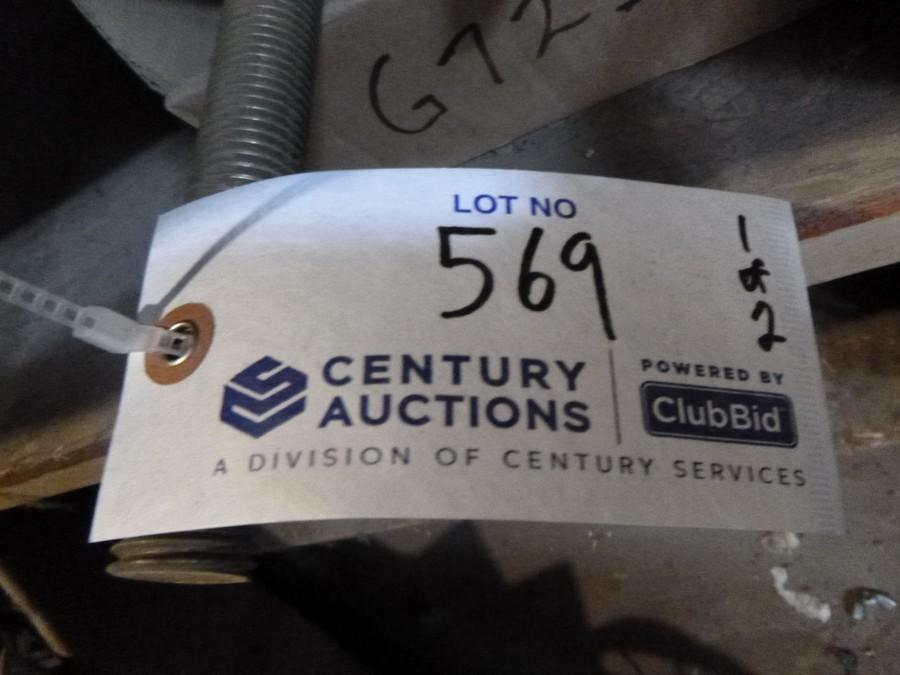 LOT NO
569
1
of
2
CENTURY
AUCTIONS
POWERED BY
ClubBid
A DIVISION OF CENTURY SERVICES